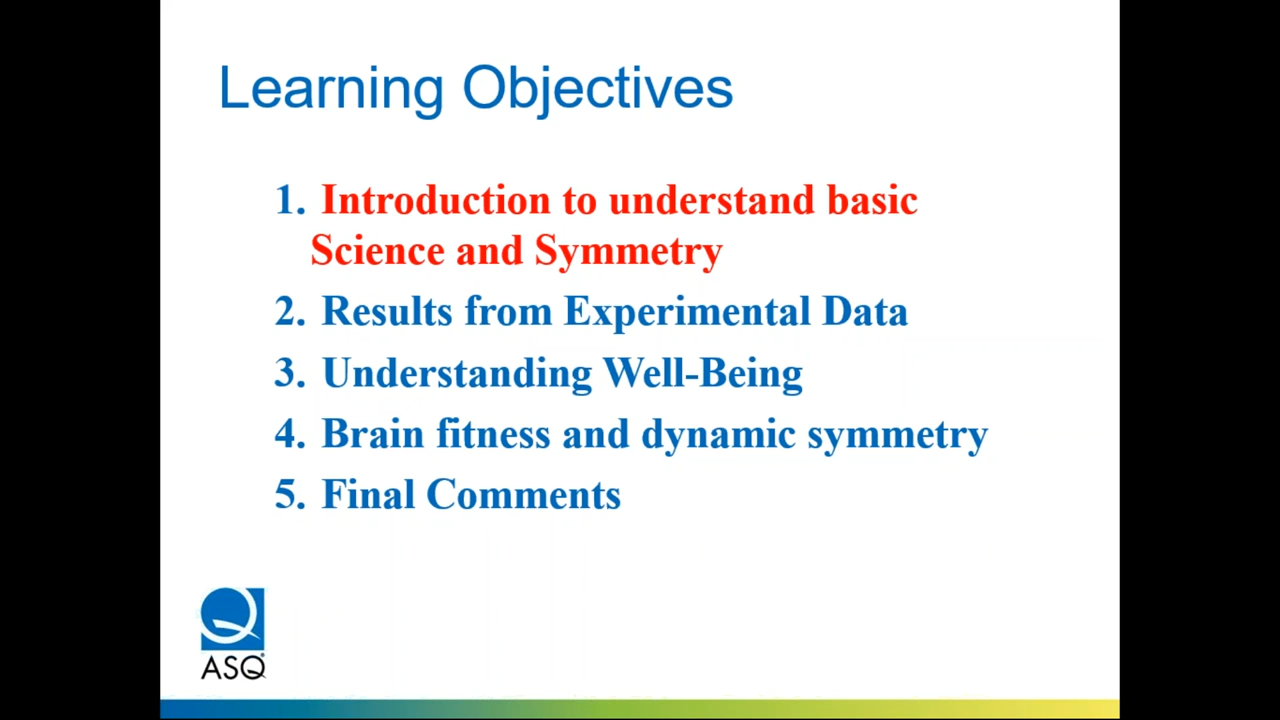 Learning Objectives
1. Introduction to understand basic
Science and Symmetry
2. Results from Experimental Data
3. Understanding Well-Being
4. Brain fitness and dynamic symmetry
5. Final Comments
ASQ